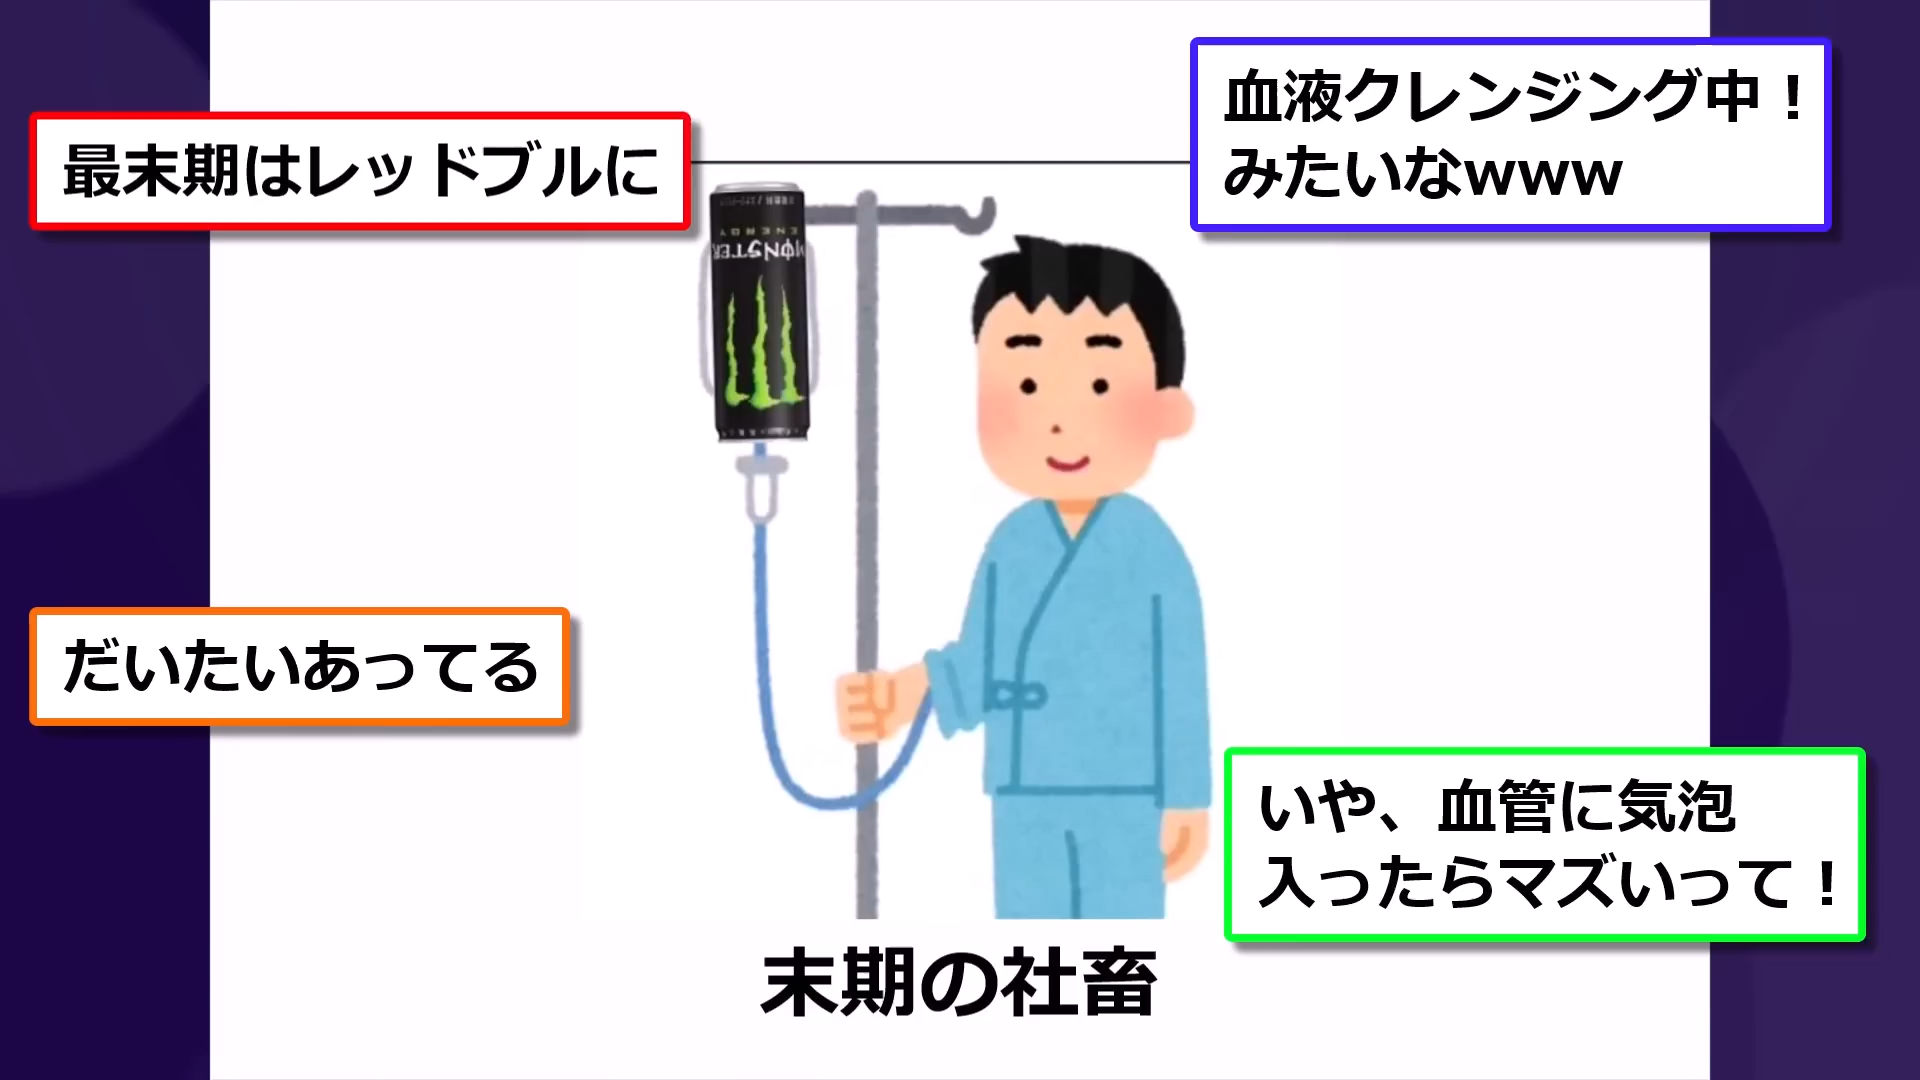 血液クレンジング中！
みたいなwww
最末期はレッドブルに
ENERGY
MONSTER
だいたいあってる
いや、血管に気泡
入ったらマズいって！
末期の社畜